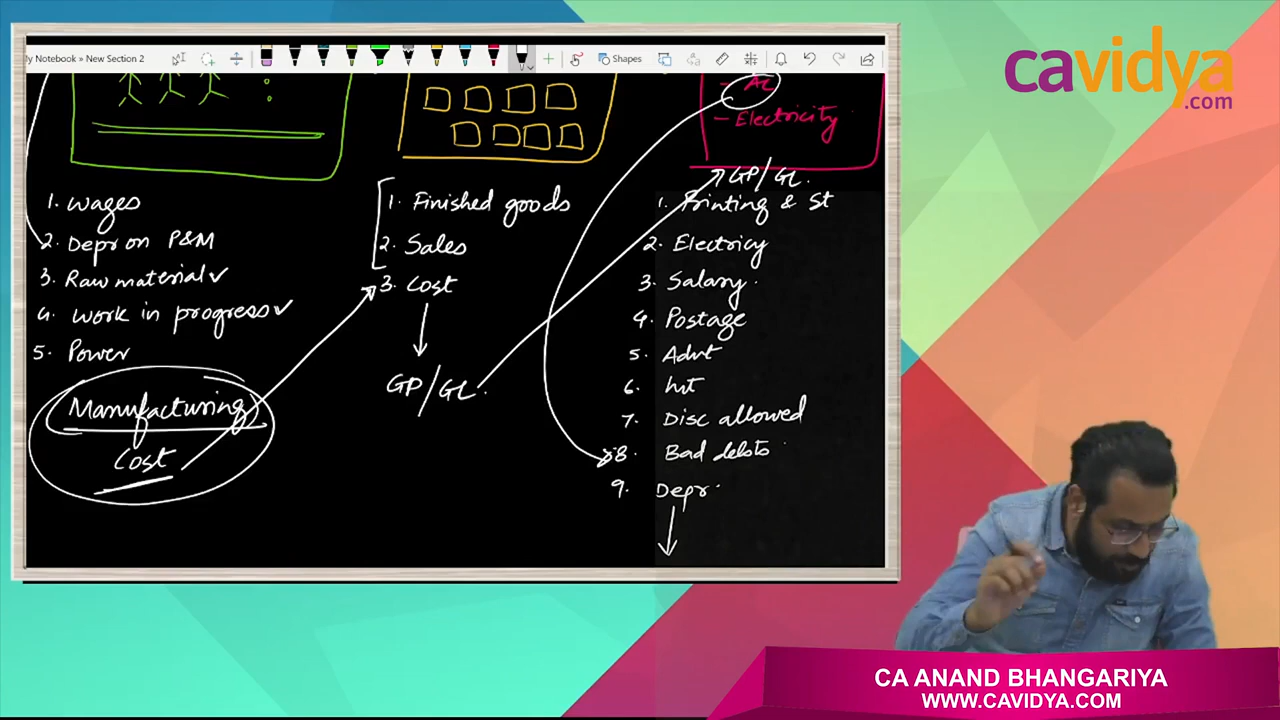 y Notebook » New Section 2
Shapes
cavidya
.com
- AC
- Electricity
1. Wages
2. Depr on P&M
3. Raw material
4. Work in progress
5. Power
Manufacturing
Cost
1. Finished goods
2. Sales
3. Cost
GP/GL
GP/GL
1. Printing & St
2. Electricy
3. Salary
4. Postage
5. Advt
6. Int
7. Disc allowed
8. Bad debts
9. Depr
CA ANAND BHANGARIYA
WWW.CAVIDYA.COM